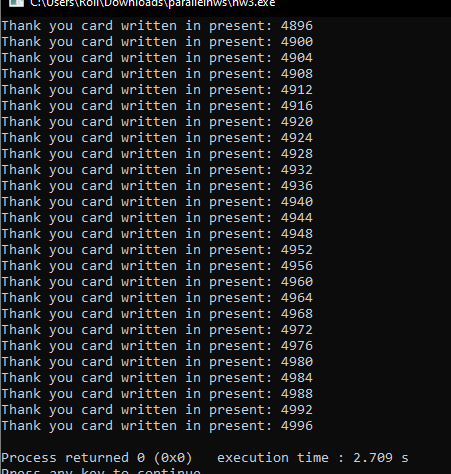 C:\Users\Roli\Downloads\parallelhws\hw3.exe
Thank you card written in present: 4896
Thank you card written in present: 4900
Thank you card written in present: 4904
Thank you card written in present: 4908
Thank you card written in present: 4912
Thank you card written in present: 4916
Thank you card written in present: 4920
Thank you card written in present: 4924
Thank you card written in present: 4928
Thank you card written in present: 4932
Thank you card written in present: 4936
Thank you card written in present: 4940
Thank you card written in present: 4944
Thank you card written in present: 4948
Thank you card written in present: 4952
Thank you card written in present: 4956
Thank you card written in present: 4960
Thank you card written in present: 4964
Thank you card written in present: 4968
Thank you card written in present: 4972
Thank you card written in present: 4976
Thank you card written in present: 4980
Thank you card written in present: 4984
Thank you card written in present: 4988
Thank you card written in present: 4992
Thank you card written in present: 4996
Process returned 0 (0x0)   execution time : 2.709 s
Press any key to continue